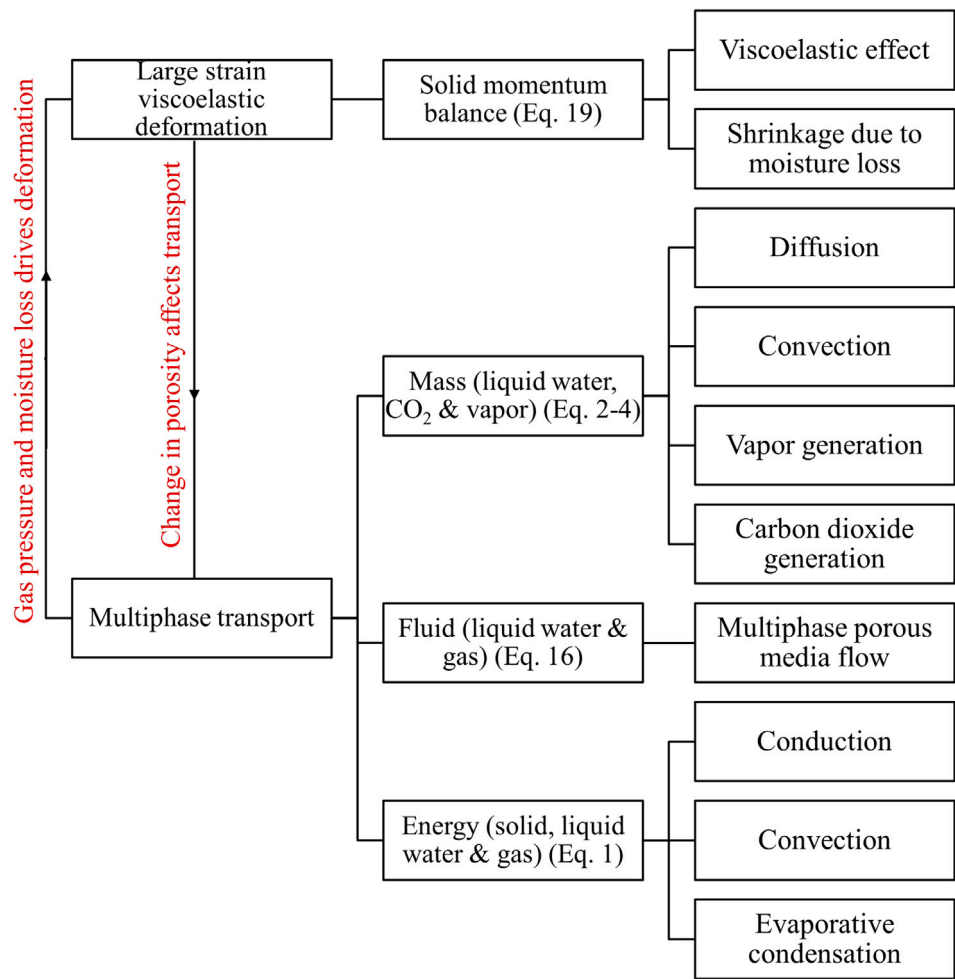 Gas pressure and moisture loss drives deformation
Large strain
viscoelastic
deformation
Change in porosity affects transport
Multiphase transport
Solid momentum
balance (Eq. 19)
Viscoelastic effect
Shrinkage due to
moisture loss
Mass (liquid water,
CO₂ & vapor) (Eq. 2-4)
Diffusion
Convection
Vapor generation
Carbon dioxide
generation
Fluid (liquid water &
gas) (Eq. 16)
Multiphase porous
media flow
Energy (solid, liquid
water & gas) (Eq. 1)
Conduction
Convection
Evaporative
condensation